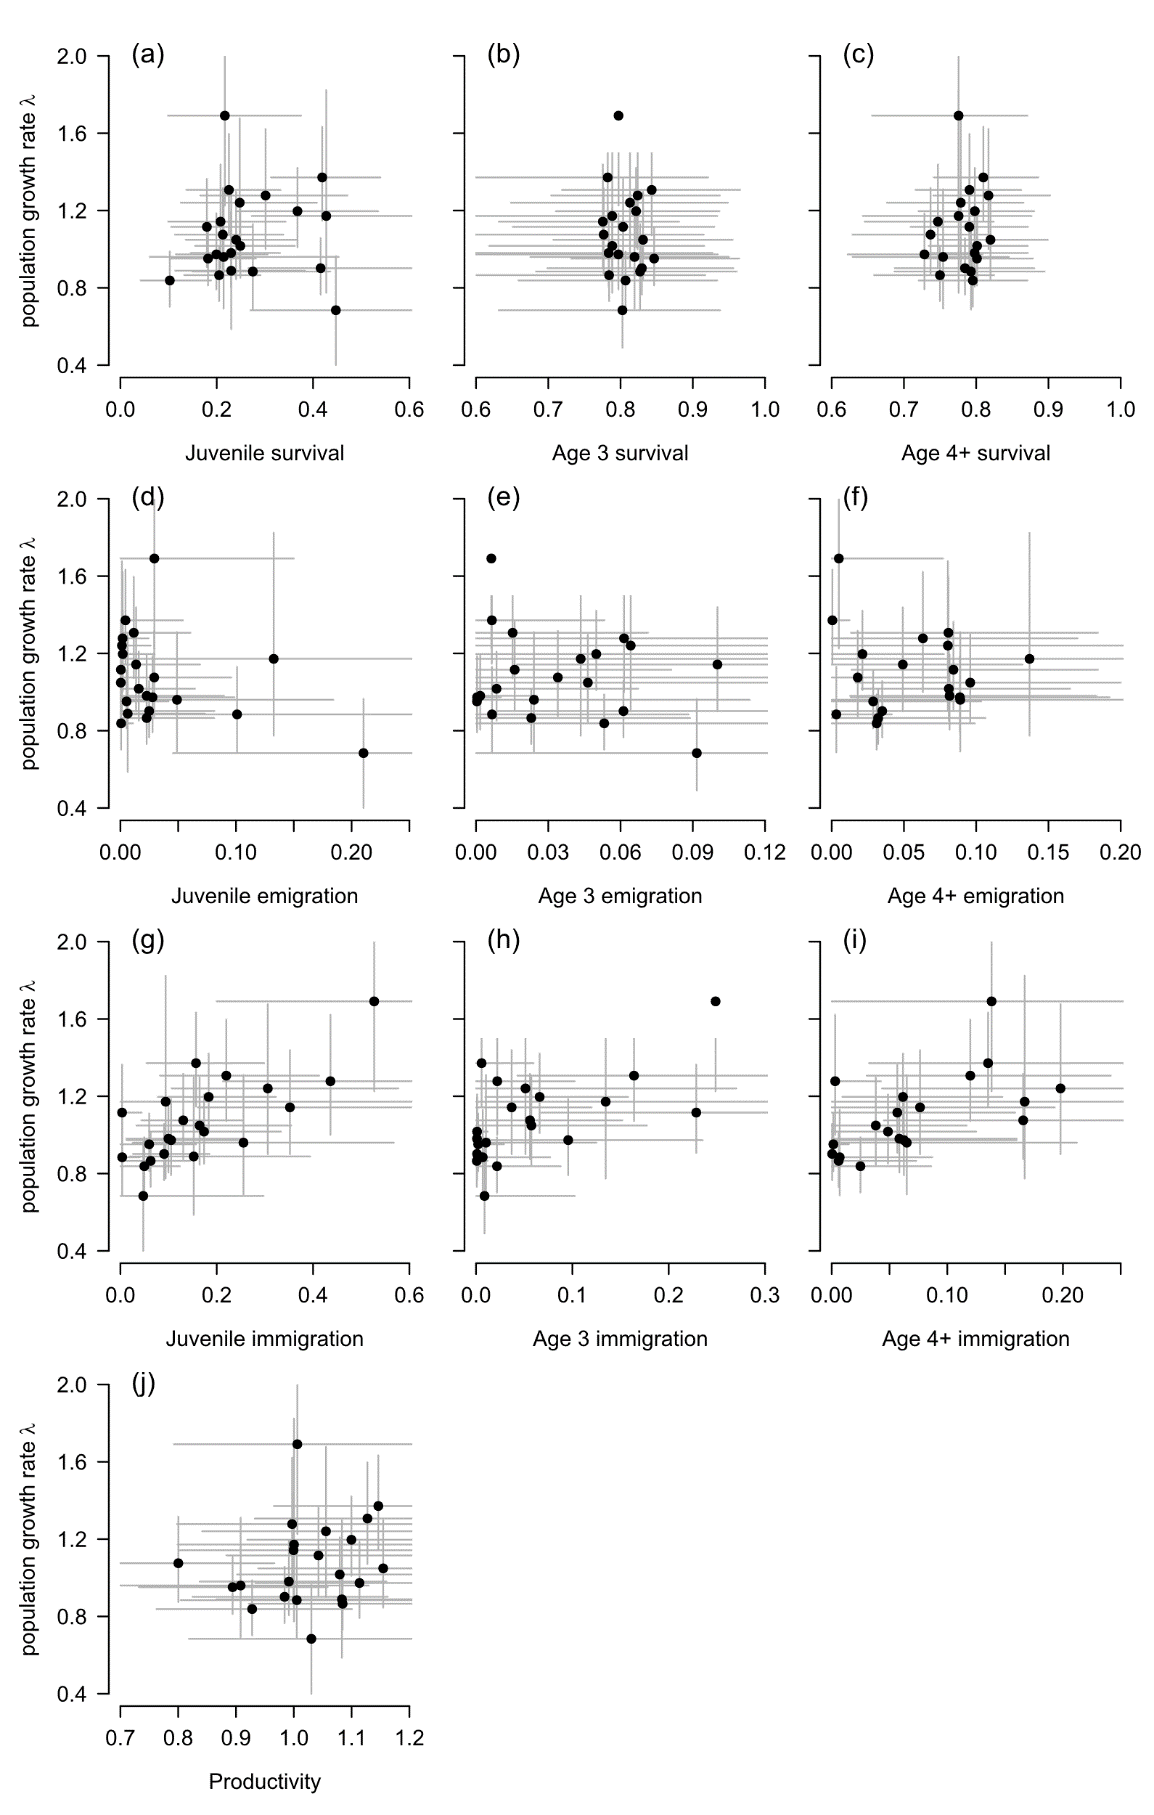 (a) (b) (c)
population growth rate λ
2.0
1.6
1.2
0.8
0.4
0.0 0.2 0.4 0.6 0.6 0.7 0.8 0.9 1.0 0.6 0.7 0.8 0.9 1.0
Juvenile survival Age 3 survival Age 4+ survival
(d) (e) (f)
population growth rate λ
2.0
1.6
1.2
0.8
0.4
0.00 0.10 0.20 0.00 0.03 0.06 0.09 0.12 0.00 0.05 0.10 0.15 0.20
Juvenile emigration Age 3 emigration Age 4+ emigration
(g) (h) (i)
population growth rate λ
2.0
1.6
1.2
0.8
0.4
0.0 0.2 0.4 0.6 0.0 0.1 0.2 0.3 0.00 0.10 0.20
Juvenile immigration Age 3 immigration Age 4+ immigration
(j)
population growth rate λ
2.0
1.6
1.2
0.8
0.4
0.7 0.8 0.9 1.0 1.1 1.2
Productivity